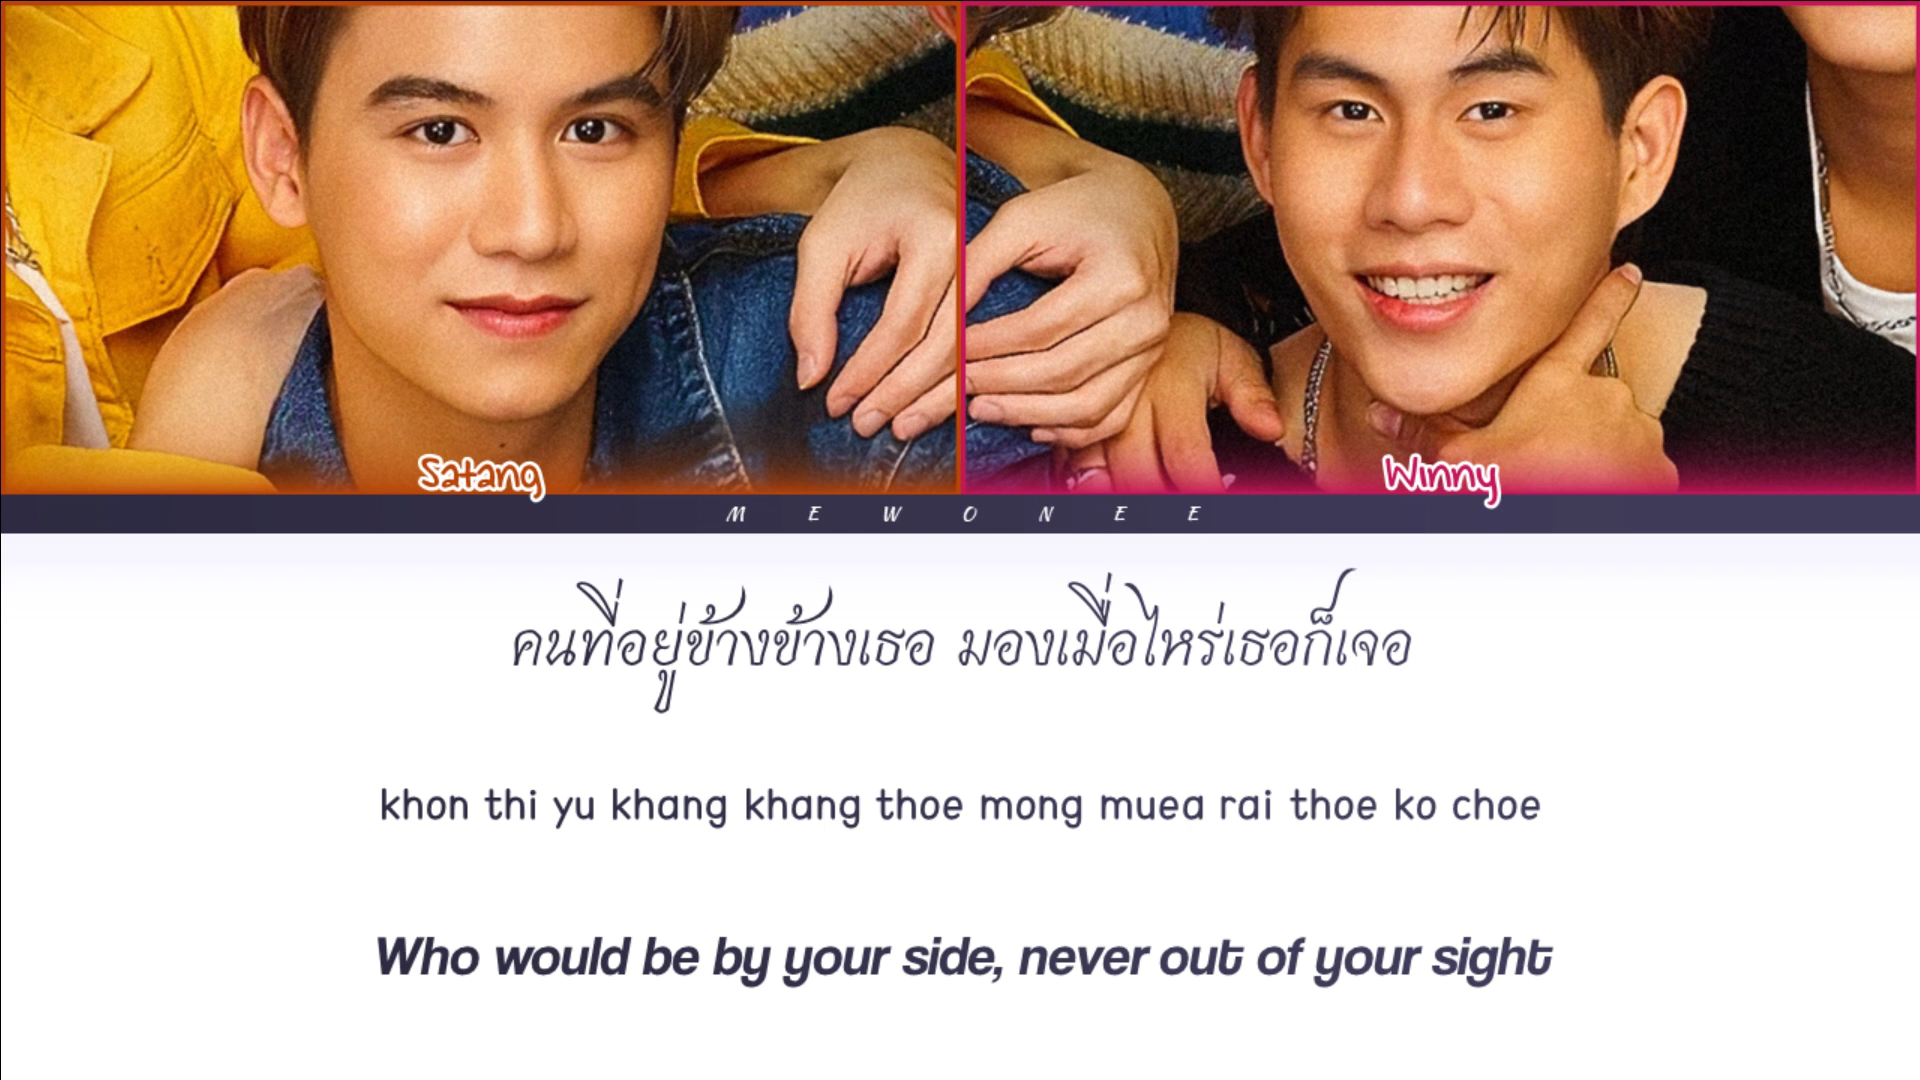 Satang
Winny
MEWONEE
คนที่อยู่ข้างข้างเธอ มองเมื่อไหร่เธอก็เจอ
khon thi yu khang khang thoe mong muea rai thoe ko choe
Who would be by your side, never out of your sight